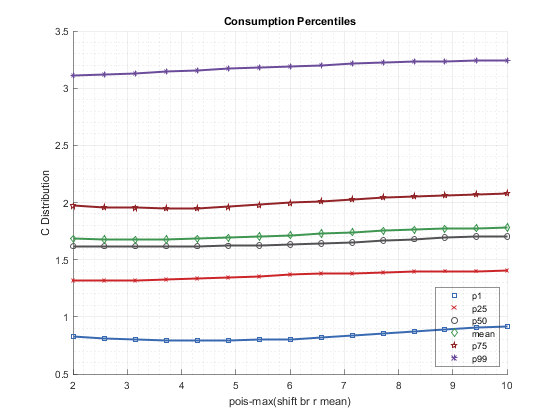 Consumption Percentiles
3.5
3
2.5
2
1.5
1
0.5
C Distribution
2 3 4 5 6 7 8 9 10
pois-max(shift br r mean)
p1
p25
p50
mean
p75
p99